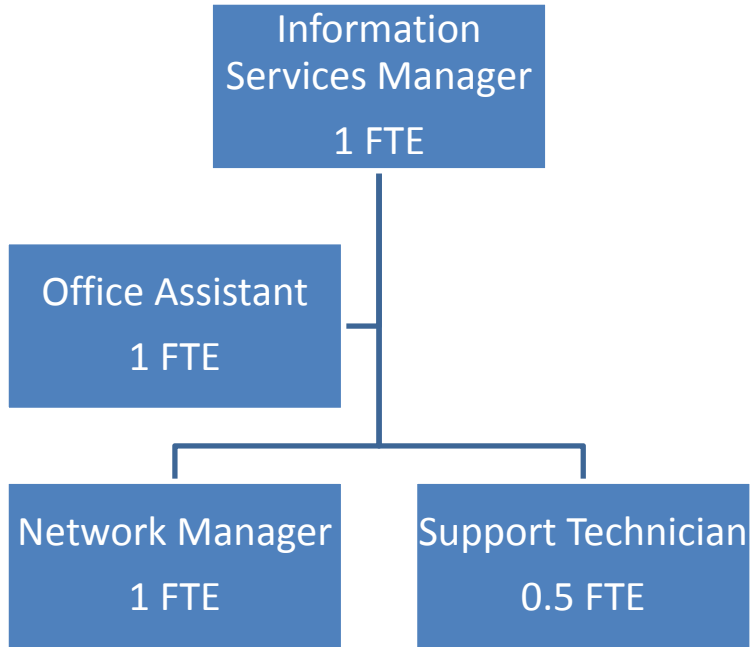 Information
Services Manager
1 FTE
Office Assistant
1 FTE
Network Manager
1 FTE
Support Technician
0.5 FTE